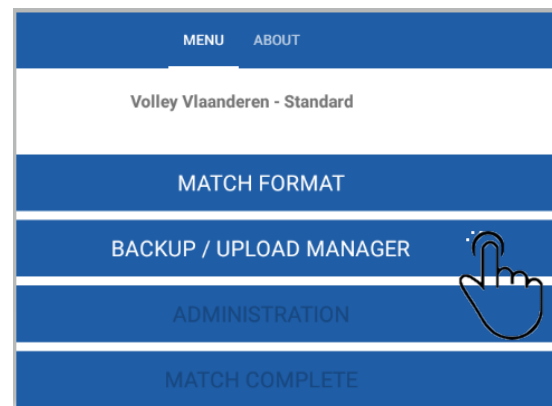 MENU ABOUT
Volley Vlaanderen - Standard
MATCH FORMAT
BACKUP / UPLOAD MANAGER
ADMINISTRATION
MATCH COMPLETE